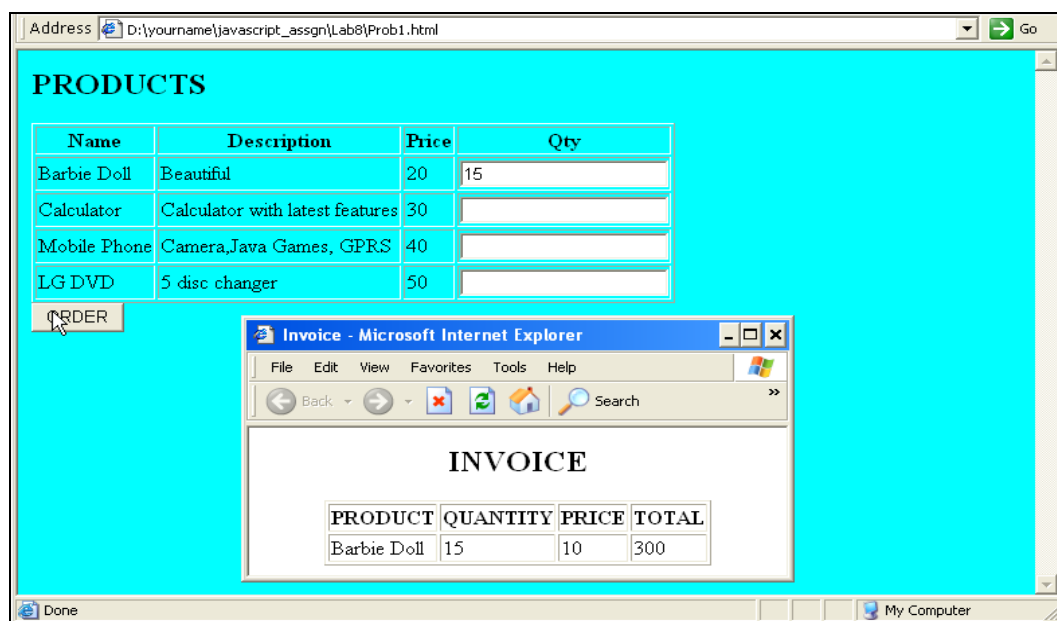 Address D:\yourname\javascript_assgn\Lab8\Prob1.html Go
PRODUCTS
Name Description Price Qty
Barbie Doll Beautiful 20 15
Calculator Calculator with latest features 30
Mobile Phone Camera,Java Games, GPRS 40
LG DVD 5 disc changer 50
ORDER
Invoice - Microsoft Internet Explorer
File Edit View Favorites Tools Help
Back Search »
INVOICE
PRODUCT QUANTITY PRICE TOTAL
Barbie Doll 15 10 300
Done My Computer